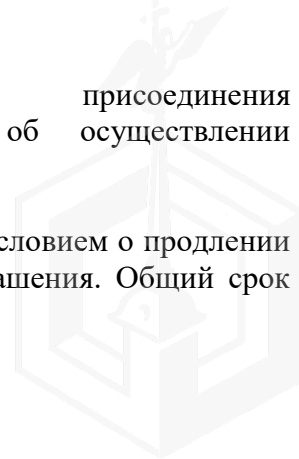 присоединения
об осуществлении
словием о продлении
ашения. Общий срок